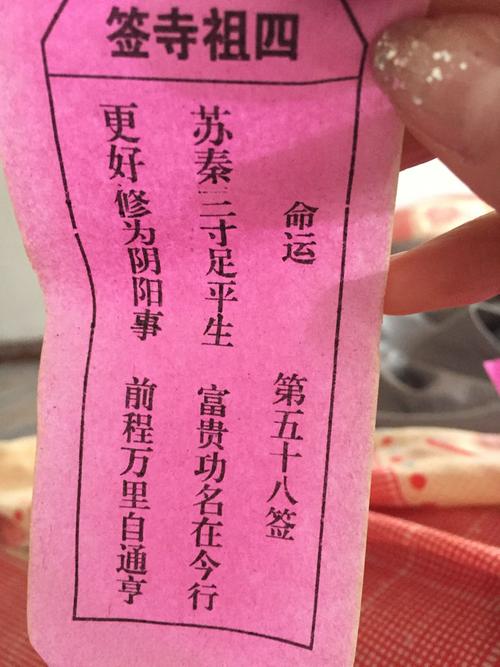 四祖寺签
命运 第五十八签
苏秦三寸足平生 富贵功名在今行
更好修为阴阳事 前程万里自通亨